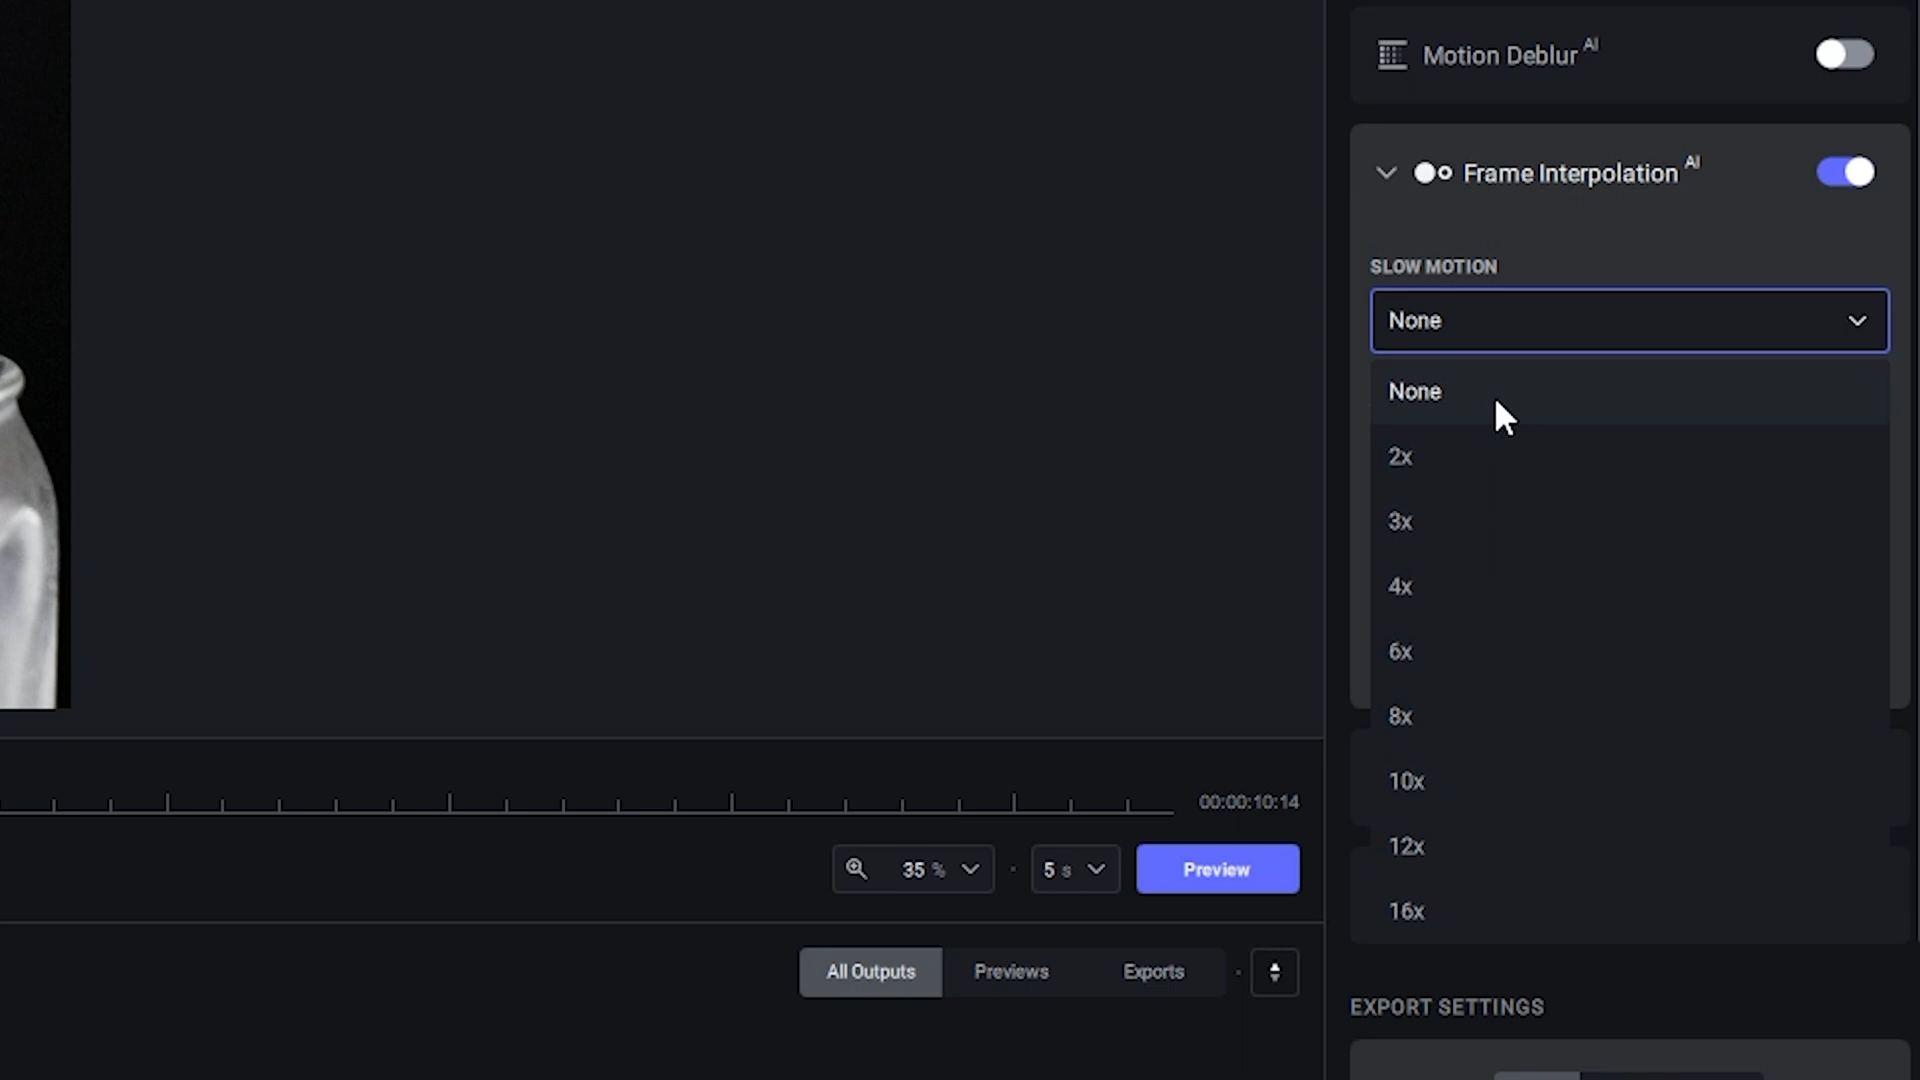 Motion Deblur AI
Frame Interpolation AI
SLOW MOTION
None
None
2x
3x
4x
6x
8x
10x
12x
16x
00:00:10:14
35 % 5 s Preview
All Outputs Previews Exports
EXPORT SETTINGS